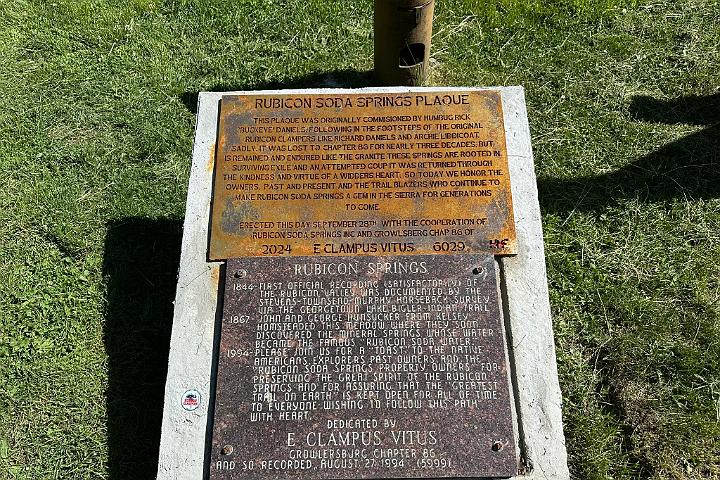 RUBICON SODA SPRINGS PLAQUE
THIS PLAQUE WAS ORIGINALLY COMMISIONED BY HUMBUG RICK
"BUCKEYE" DANIELS, FOLLOWING IN THE FOOTSTEPS OF THE ORIGINAL
RUBICON CLAMPERS LIKE RICHARD DANIELS AND ARCHIE LIDDICOAT.
SADLY, IT WAS LOST TO CHAPTER 86 FOR NEARLY THREE DECADES, BUT
IS REMAINED AND ENDURED LIKE THE GRANITE THESE SPRINGS ARE ROOTED IN.
SURVIVING EXILE AND AN ATTEMPTED COUP IT WAS RETURNED THROUGH
THE KINDNESS AND VIRTUE OF A WIDDERS HEART. SO TODAY WE HONOR THE
OWNERS, PAST AND PRESENT AND THE TRAIL BLAZERS WHO CONTINUE TO
MAKE RUBICON SODA SPRINGS A GEM IN THE SIERRA FOR GENERATIONS
TO COME.
ERECTED THIS DAY SEPTEMBER 28TH WITH THE COOPERATION OF
RUBICON SODA SPRINGS INC AND GROWLSBERG CHAP 86 OF
2024 E CLAMPUS VITUS 6029
RUBICON SPRINGS
1844-FIRST OFFICIAL RECORDING (SATISFACTORY) OF
THE RUBICON VALLEY WAS DOCUMENTED BY THE
STEVENS-TOWNSEND-MURPHY HORSEBACK SURVEY
VIA THE GEORGETOWN LAKE BIGLER INDIAN TRAIL
1867-JOHN AND GEORGE HUNSUCKER FROM KELSEY
HOMSTEADED THIS MEADOW WHERE THEY SOON
DISCOVERED THE MINERAL SPRINGS WHOSE WATER
BECAME THE FAMOUS "RUBICON SODA WATER."
1994-PLEASE JOIN US FOR A "TOAST" TO THE NATIVE
AMERICANS, EXPLORERS PAST OWNERS AND THE
"RUBICON SODA SPRINGS PROPERTY OWNERS" FOR
PRESERVING THE GREAT SPIRIT OF THE RUBICON
SPRINGS AND FOR ASSURING THAT THE "GREATEST
TRAIL ON EARTH" IS KEPT OPEN FOR ALL OF TIME
TO EVERYONE WISHING TO FOLLOW THIS PATH
WITH HEART.
DEDICATED BY
E CLAMPUS VITUS
GROWLERSBURG CHAPTER 86
AND SO RECORDED, AUGUST 27 1994 (5999)